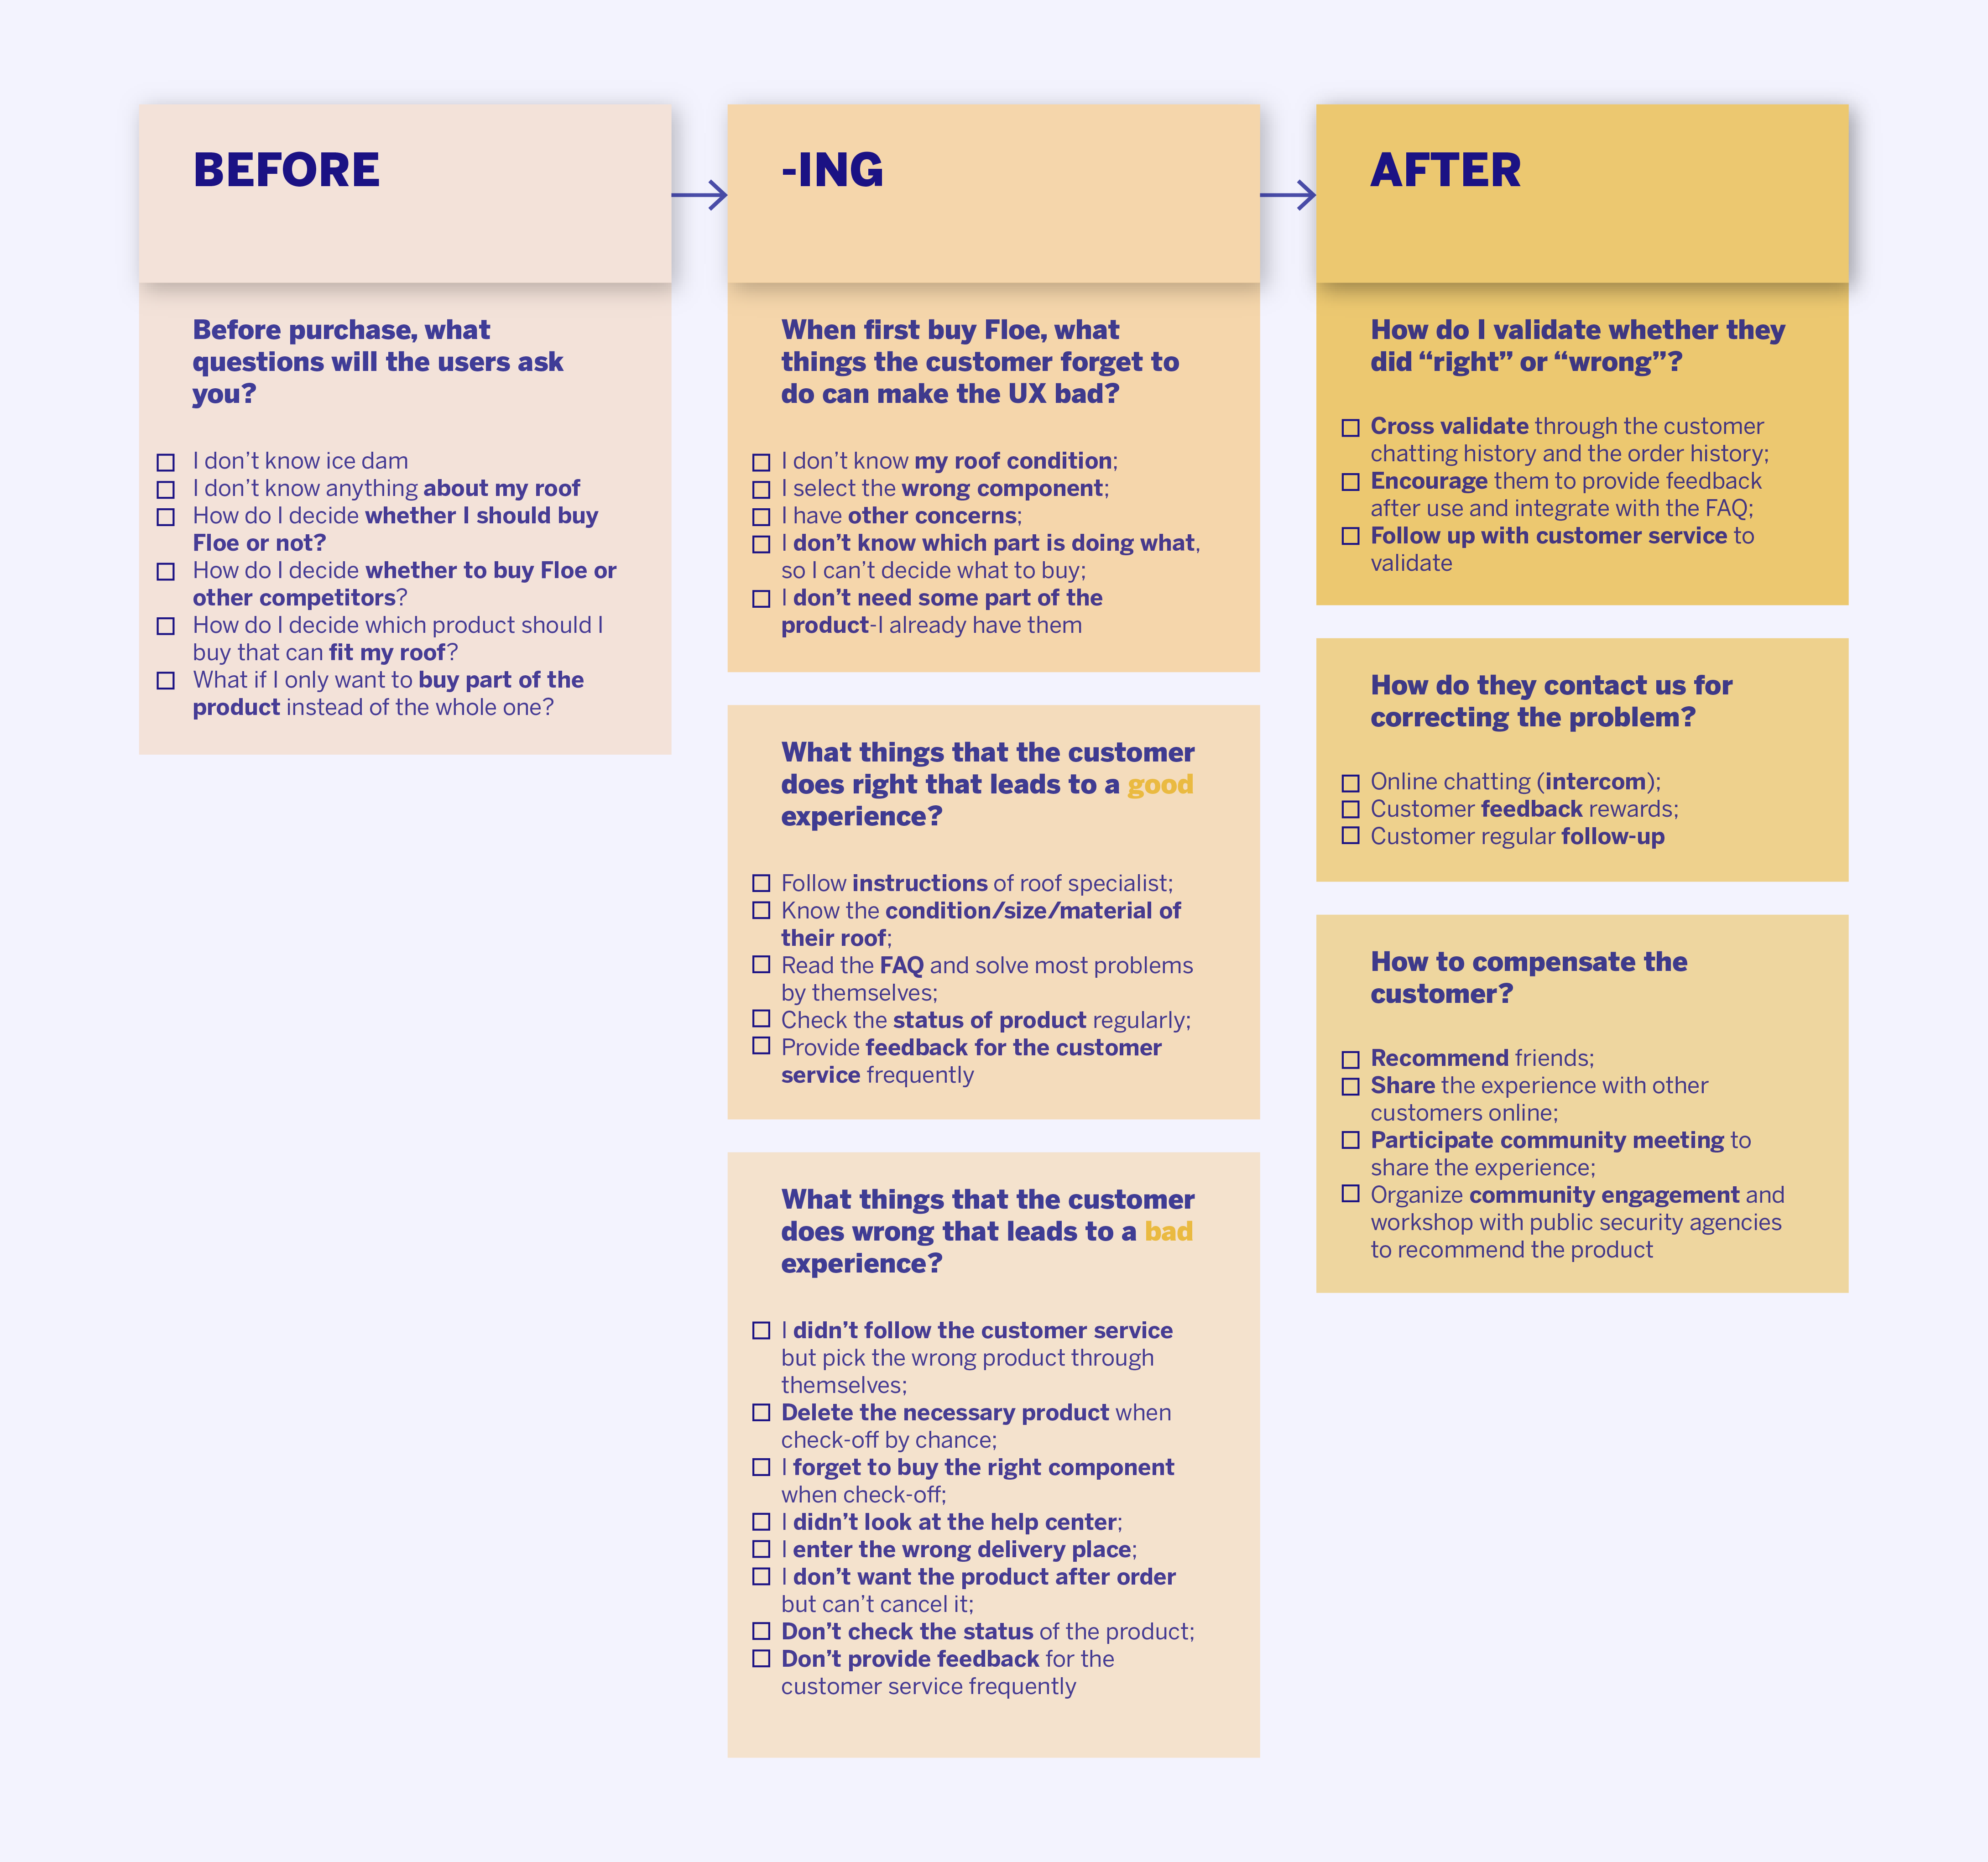 BEFORE
Before purchase, what
questions will the users ask
you?
I don’t know ice dam
I don’t know anything about my roof
How do I decide whether I should buy
Floe or not?
How do I decide whether to buy Floe or
other competitors?
How do I decide which product should I
buy that can fit my roof?
What if I only want to buy part of the
product instead of the whole one?
-ING
When first buy Floe, what
things the customer forget to
do can make the UX bad?
I don’t know my roof condition;
I select the wrong component;
I have other concerns;
I don’t know which part is doing what,
so I can’t decide what to buy;
I don’t need some part of the
product-I already have them
What things that the customer
does right that leads to a good
experience?
Follow instructions of roof specialist;
Know the condition/size/material of
their roof;
Read the FAQ and solve most problems
by themselves;
Check the status of product regularly;
Provide feedback for the customer
service frequently
What things that the customer
does wrong that leads to a bad
experience?
I didn’t follow the customer service
but pick the wrong product through
themselves;
Delete the necessary product when
check-off by chance;
I forget to buy the right component
when check-off;
I didn’t look at the help center;
I enter the wrong delivery place;
I don’t want the product after order
but can’t cancel it;
Don’t check the status of the product;
Don’t provide feedback for the
customer service frequently
AFTER
How do I validate whether they
did “right” or “wrong”?
Cross validate through the customer
chatting history and the order history;
Encourage them to provide feedback
after use and integrate with the FAQ;
Follow up with customer service to
validate
How do they contact us for
correcting the problem?
Online chatting (intercom);
Customer feedback rewards;
Customer regular follow-up
How to compensate the
customer?
Recommend friends;
Share the experience with other
customers online;
Participate community meeting to
share the experience;
Organize community engagement and
workshop with public security agencies
to recommend the product